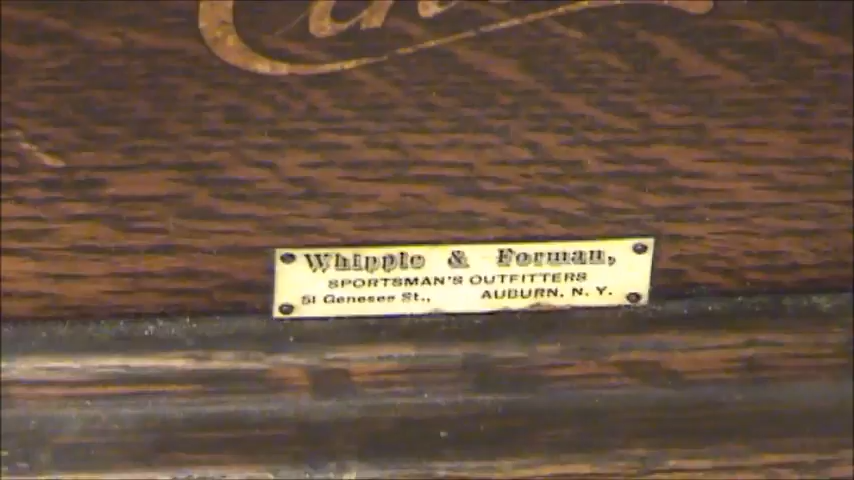 Whipple & Forman,
SPORTSMAN'S OUTFITTERS
51 Genesee St., AUBURN, N. Y.